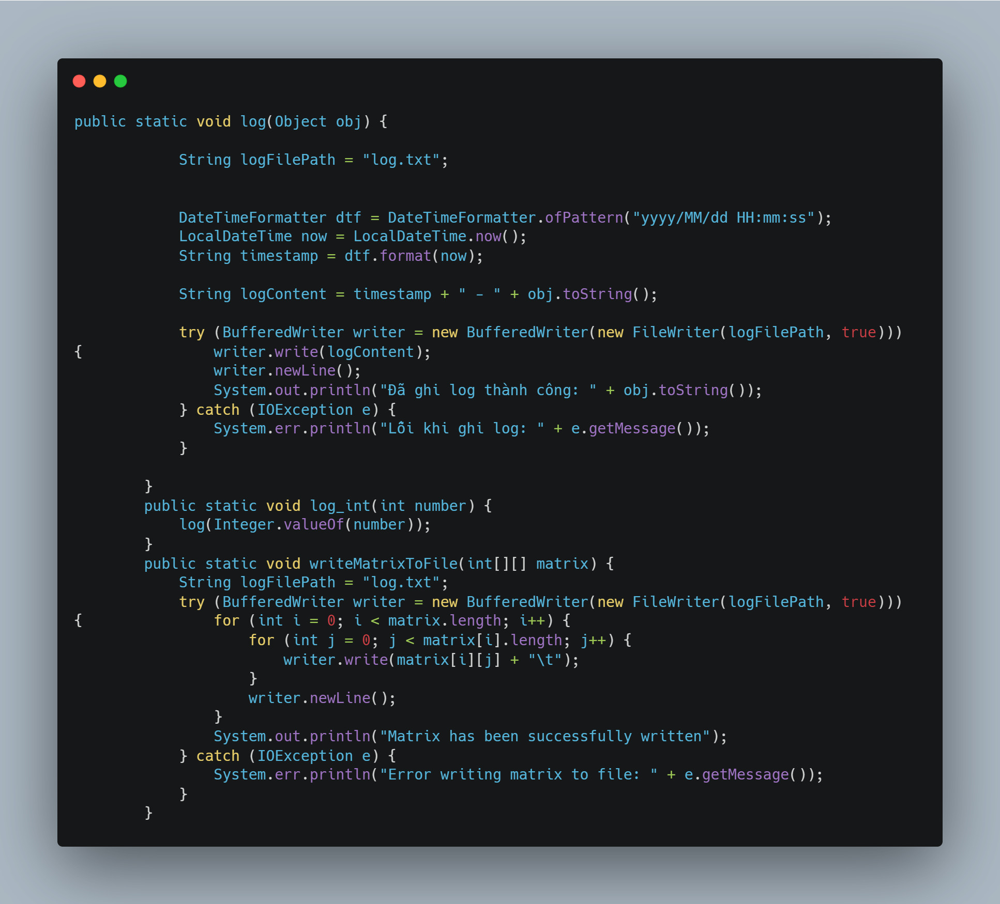 public static void log(Object obj) {
String logFilePath = "log.txt";
DateTimeFormatter dtf = DateTimeFormatter.ofPattern("yyyy/MM/dd HH:mm:ss");
LocalDateTime now = LocalDateTime.now();
String timestamp = dtf.format(now);
String logContent = timestamp + " - " + obj.toString();
try (BufferedWriter writer = new BufferedWriter(new FileWriter(logFilePath, true)))
{ writer.write(logContent);
writer.newLine();
System.out.println("Đã ghi log thành công: " + obj.toString());
} catch (IOException e) {
System.err.println("Lỗi khi ghi log: " + e.getMessage());
}
}
public static void log_int(int number) {
log(Integer.valueOf(number));
}
public static void writeMatrixToFile(int[][] matrix) {
String logFilePath = "log.txt";
try (BufferedWriter writer = new BufferedWriter(new FileWriter(logFilePath, true)))
{ for (int i = 0; i < matrix.length; i++) {
for (int j = 0; j < matrix[i].length; j++) {
writer.write(matrix[i][j] + "\t");
}
writer.newLine();
}
System.out.println("Matrix has been successfully written");
} catch (IOException e) {
System.err.println("Error writing matrix to file: " + e.getMessage());
}
}